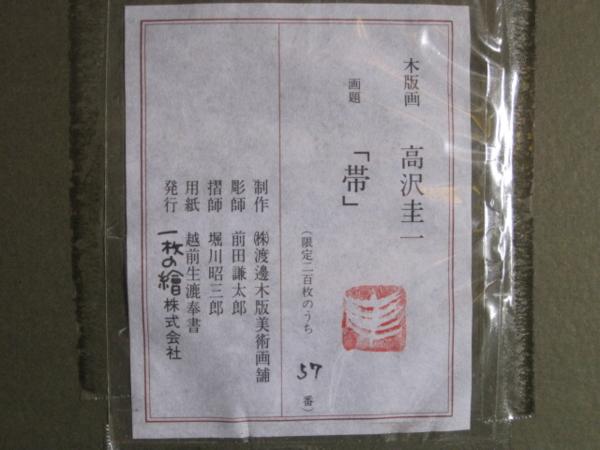 木版画 高沢圭一
画題 「帯」
(限定二百枚のうち 57 番)
制作 ㈱渡邊木版美術画舗
彫師 前田謙太郎
摺師 堀川昭三郎
用紙 越前生漉奉書
発行 一枚の繪株式会社